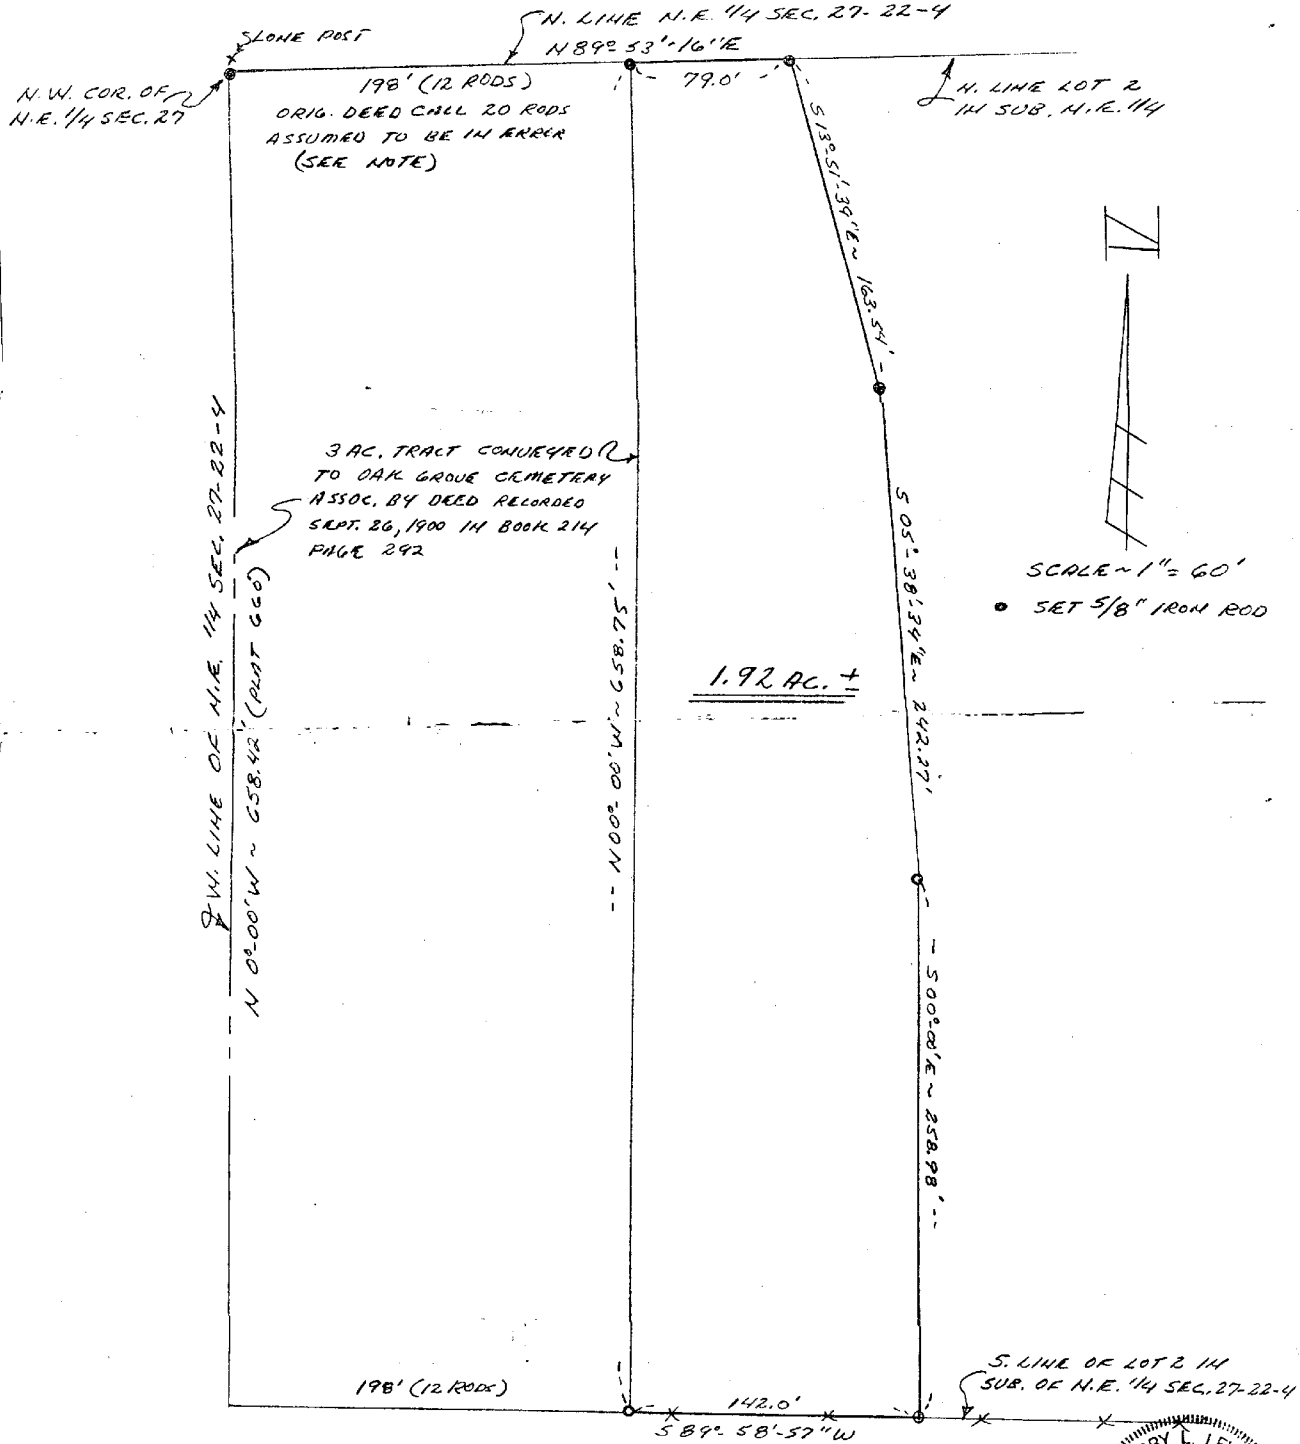 N. LINE N.E. 1/4 SEC. 27-22-4
N89°-53'-16"E
SLONE POST
N.W. COR. OF
N.E. 1/4 SEC. 27
198' (12 RODS)
ORIG. DEED CALL 20 RODS
ASSUMED TO BE IN ERROR
(SEE NOTE)
79.0'
N. LINE LOT 2
IN SUB. N.E. 1/4
S13°-51'-39"E ~ 163.54'
3 AC. TRACT CONVEYED
TO OAK GROVE CEMETERY
ASSOC. BY DEED RECORDED
SEPT. 26, 1900 IN BOOK 214
PAGE 292
W. LINE OF N.E. 1/4 SEC. 27-22-4
N 0°-00' W ~ 658.42' (PLAT 660')
N00°-00' W ~ 658.75'
S 05°-38'-34"E ~ 242.27'
N
SCALE ~ 1" = 60'
SET 5/8" IRON ROD
1.92 AC. ±
S00°-00'E ~ 258.98'
198' (12 RODS)
142.0'
S 89°-58'-57" W
S. LINE OF LOT 2 IN
SUB. OF N.E. 1/4 SEC. 27-22-4